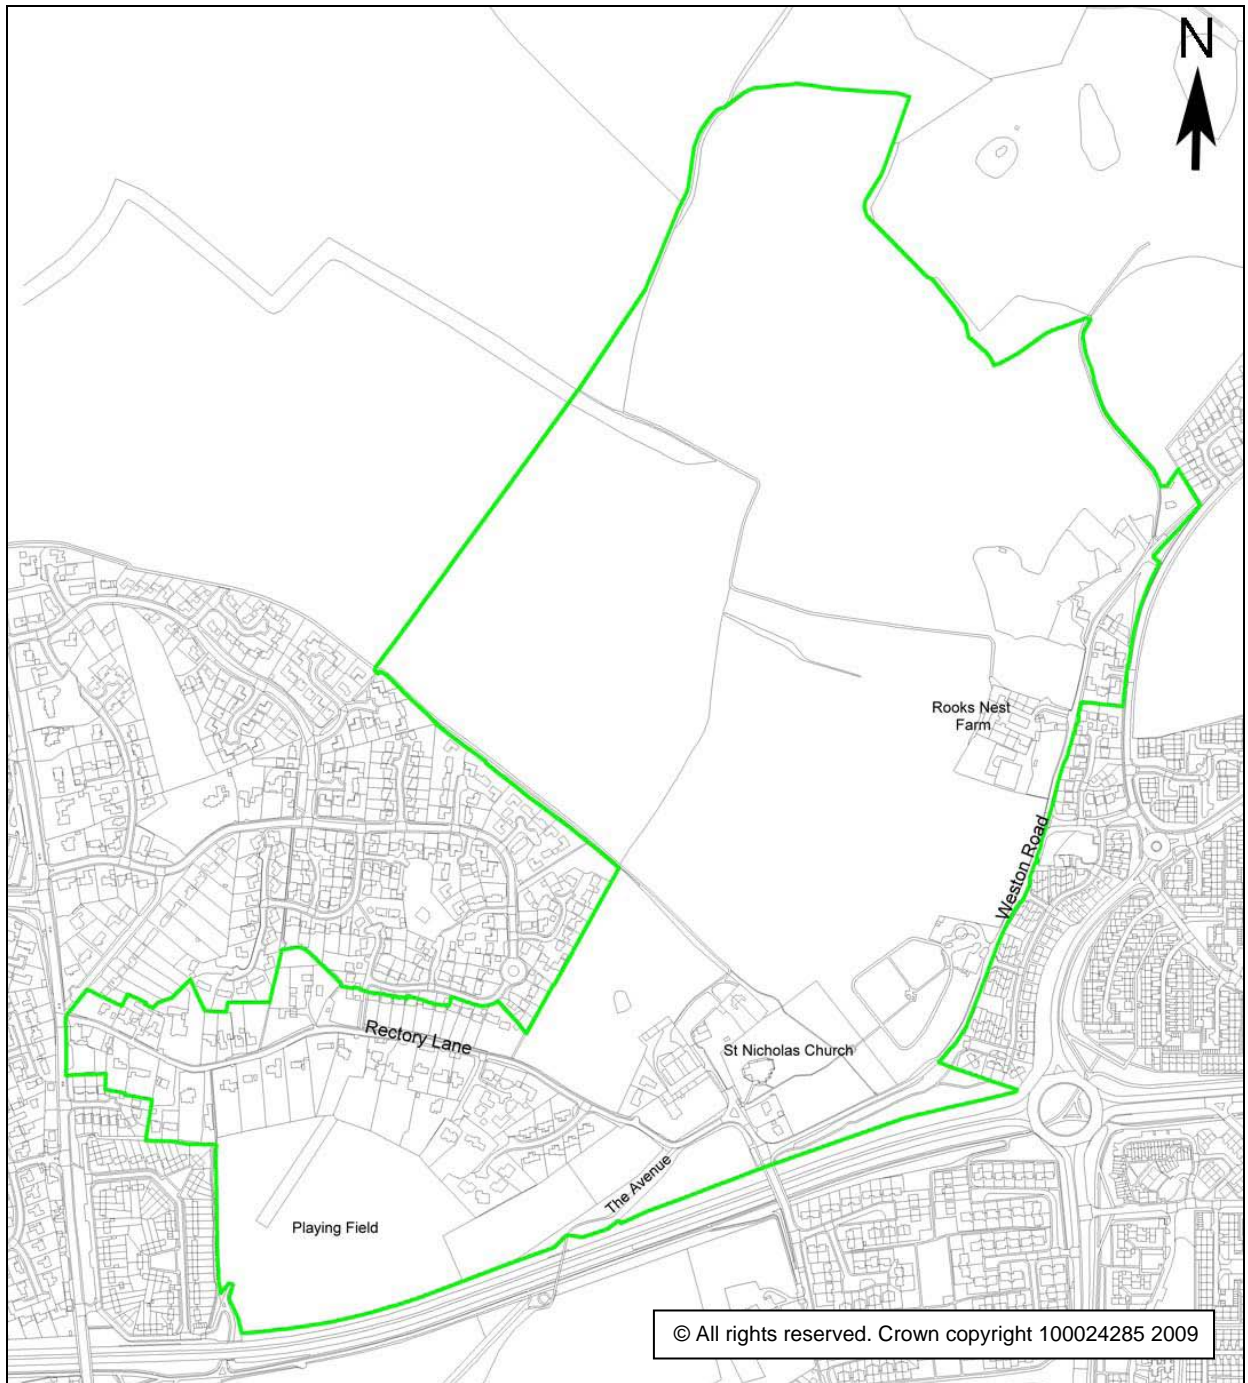 N
Rooks Nest
Farm
Weston Road
Rectory Lane
St Nicholas Church
The Avenue
Playing Field
© All rights reserved. Crown copyright 100024285 2009